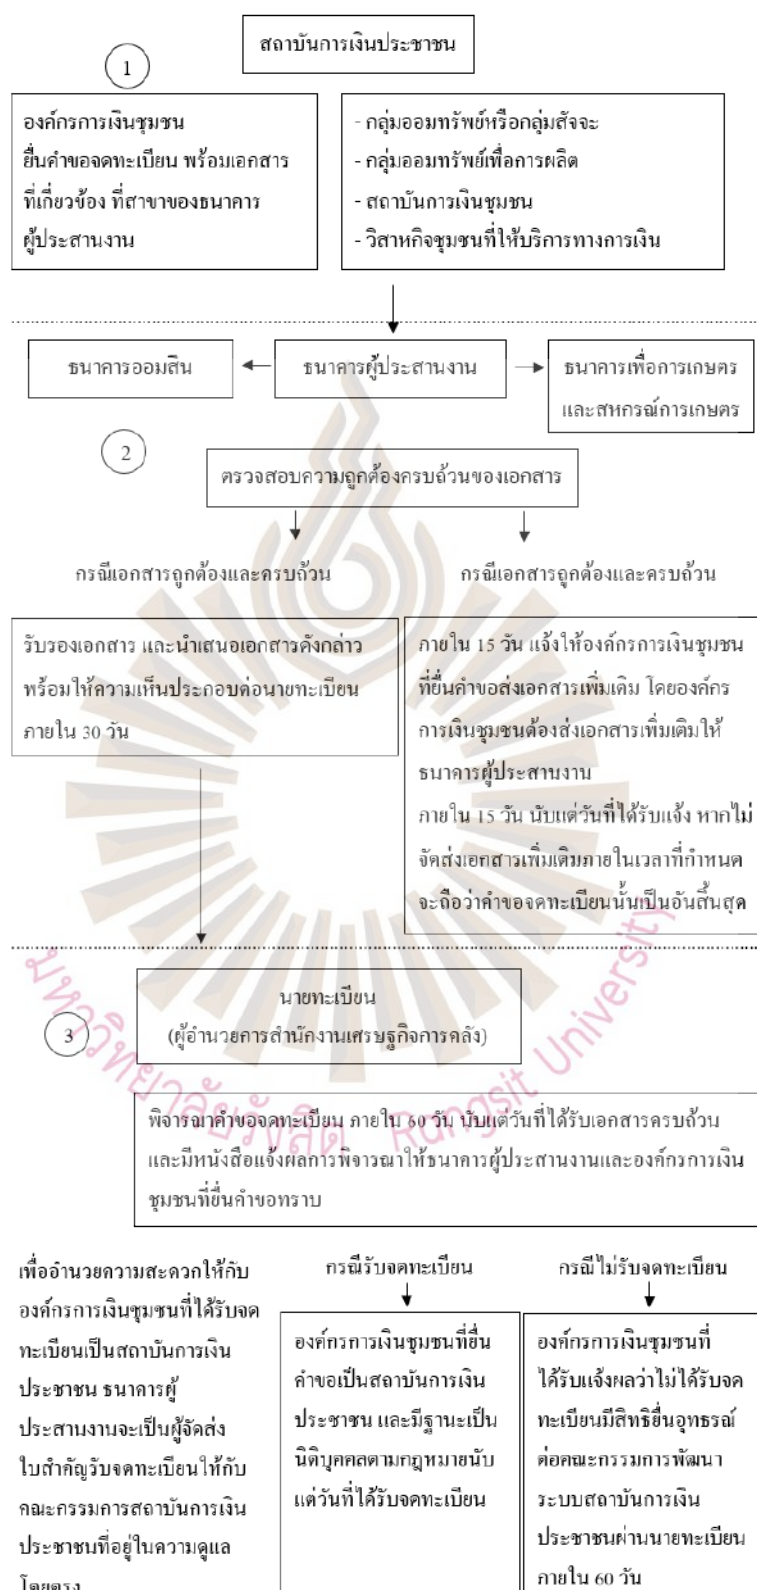 สถาบันการเงินประชาชน
1
องค์กรการเงินชุมชน
ยื่นคำขอจดทะเบียน พร้อมเอกสาร
ที่เกี่ยวข้อง ที่สาขาของธนาคาร
ผู้ประสานงาน
- กลุ่มออมทรัพย์หรือกลุ่มสัจจะ
- กลุ่มออมทรัพย์เพื่อการผลิต
- สถาบันการเงินชุมชน
- วิสาหกิจชุมชนที่ให้บริการทางการเงิน
ธนาคารออมสิน
ธนาคารผู้ประสานงาน
ธนาคารเพื่อการเกษตร
และสหกรณ์การเกษตร
2
ตรวจสอบความถูกต้องครบถ้วนของเอกสาร
กรณีเอกสารถูกต้องและครบถ้วน
กรณีเอกสารถูกต้องและครบถ้วน
รับรองเอกสาร และนำเสนอเอกสารดังกล่าว
พร้อมให้ความเห็นประกอบต่อนายทะเบียน
ภายใน 30 วัน
ภายใน 15 วัน แจ้งให้องค์กรการเงินชุมชน
ที่ยื่นคำขอส่งเอกสารเพิ่มเติม โดยองค์กร
การเงินชุมชนต้องส่งเอกสารเพิ่มเติมให้
ธนาคารผู้ประสานงาน
ภายใน 15 วัน นับแต่วันที่ได้รับแจ้ง หากไม่
จัดส่งเอกสารเพิ่มเติมภายในเวลาที่กำหนด
จะถือว่าคำขอจดทะเบียนนั้นเป็นอันสิ้นสุด
3
นายทะเบียน
(ผู้อำนวยการสำนักงานเศรษฐกิจการคลัง)
มหาวิทยาลัยรังสิต Rangsit University
พิจารณาคำขอจดทะเบียน ภายใน 60 วัน นับแต่วันที่ได้รับเอกสารครบถ้วน
และมีหนังสือแจ้งผลการพิจารณาให้ธนาคารผู้ประสานงานและองค์กรการเงิน
ชุมชนที่ยื่นคำขอทราบ
เพื่ออำนวยความสะดวกให้กับ
องค์กรการเงินชุมชนที่ได้รับจด
ทะเบียนเป็นสถาบันการเงิน
ประชาชน ธนาคารผู้
ประสานงานจะเป็นผู้จัดส่ง
ใบสำคัญรับจดทะเบียนให้กับ
คณะกรรมการสถาบันการเงิน
ประชาชนที่อยู่ในความดูแล
โดยตรง
กรณีรับจดทะเบียน
องค์กรการเงินชุมชนที่ยื่น
คำขอเป็นสถาบันการเงิน
ประชาชน และมีฐานะเป็น
นิติบุคคลตามกฎหมายนับ
แต่วันที่ได้รับจดทะเบียน
กรณีไม่รับจดทะเบียน
องค์กรการเงินชุมชนที่
ได้รับแจ้งผลว่าไม่ได้รับจด
ทะเบียนมีสิทธิยื่นอุทธรณ์
ต่อคณะกรรมการพัฒนา
ระบบสถาบันการเงิน
ประชาชนผ่านนายทะเบียน
ภายใน 60 วัน